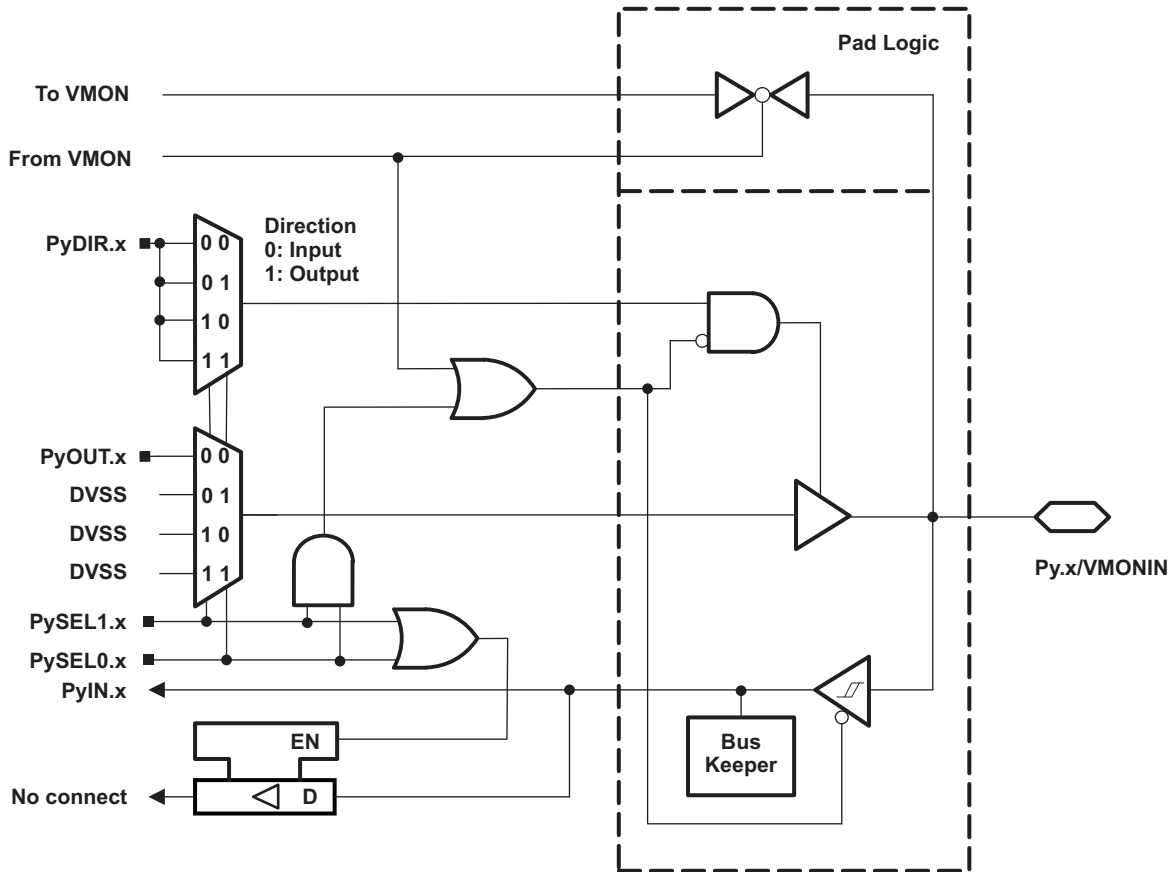 Pad Logic
To VMON
From VMON
PyDIR.x
0 0
0 1
1 0
1 1
Direction
0: Input
1: Output
PyOUT.x
0 0
DVSS
0 1
DVSS
1 0
DVSS
1 1
Py.x/VMONIN
PySEL1.x
PySEL0.x
PyIN.x
EN
Bus
Keeper
No connect
D